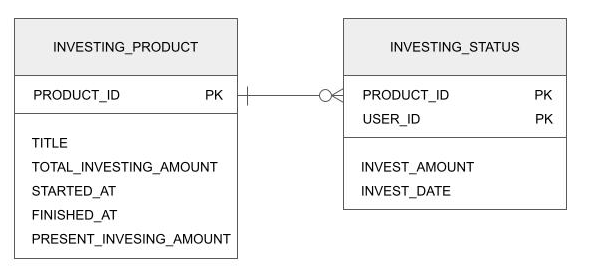 INVESTING_PRODUCT
PRODUCT_ID PK
TITLE
TOTAL_INVESTING_AMOUNT
STARTED_AT
FINISHED_AT
PRESENT_INVESING_AMOUNT
INVESTING_STATUS
PRODUCT_ID PK
USER_ID PK
INVEST_AMOUNT
INVEST_DATE